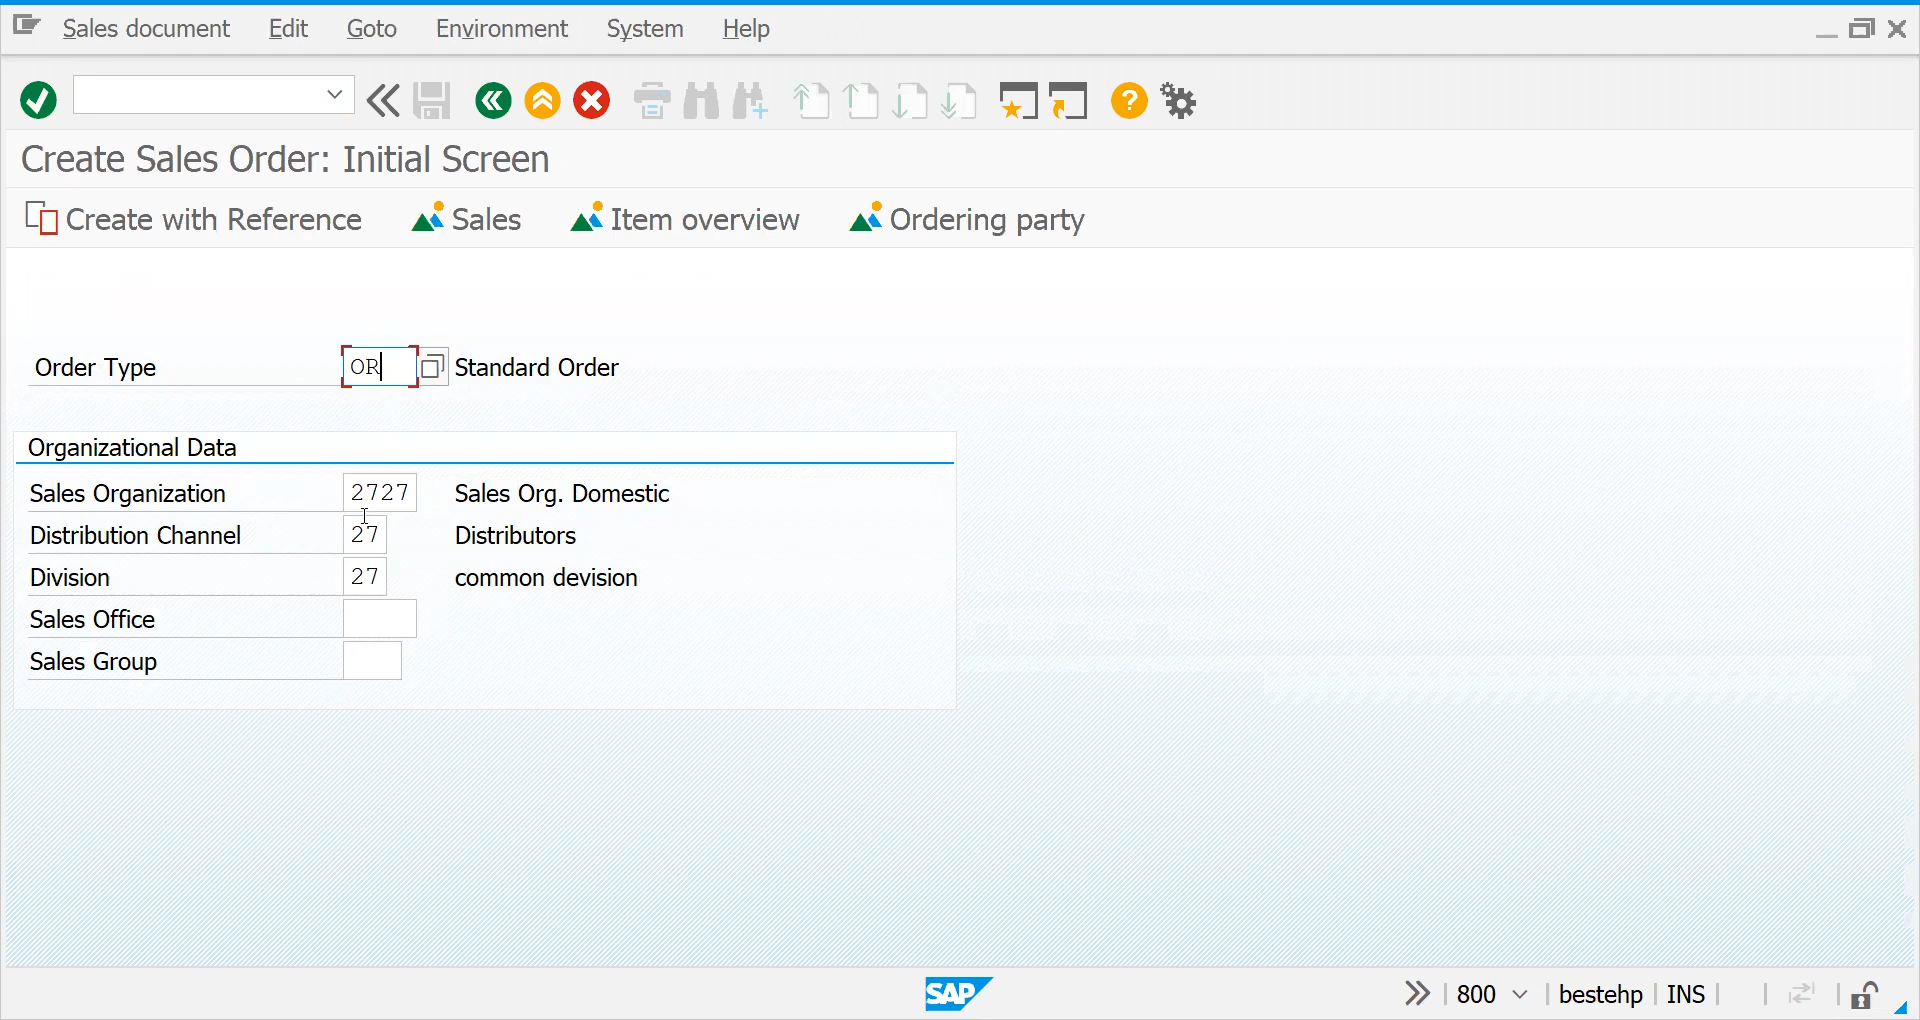 Sales document Edit Goto Environment System Help
Create Sales Order: Initial Screen
Create with Reference Sales Item overview Ordering party
Order Type OR Standard Order
Organizational Data
Sales Organization 2727 Sales Org. Domestic
Distribution Channel 27 Distributors
Division 27 common devision
Sales Office
Sales Group
SAP 800 bestehp INS